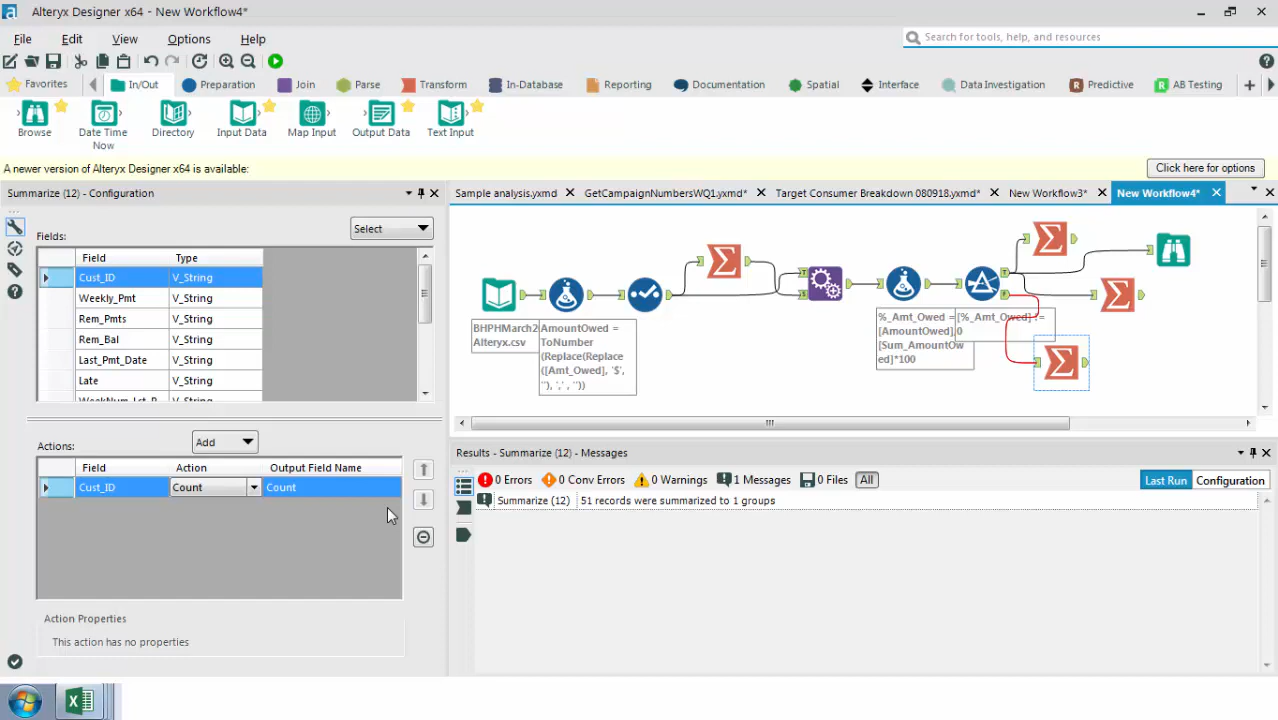 Alteryx Designer x64 - New Workflow4*
File Edit View Options Help
Search for tools, help, and resources
Favorites In/Out Preparation Join Parse Transform In-Database Reporting Documentation Spatial Interface Data Investigation Predictive AB Testing
Browse Date Time Now Directory Input Data Map Input Output Data Text Input
A newer version of Alteryx Designer x64 is available:
Click here for options
Summarize (12) - Configuration
Sample analysis.yxmd GetCampaignNumbersWQ1.yxmd* Target Consumer Breakdown 080918.yxmd* New Workflow3* New Workflow4*
Fields:
Select
Field Type
Cust_ID V_String
Weekly_Pmt V_String
Rem_Pmts V_String
Rem_Bal V_String
Last_Pmt_Date V_String
Late V_String
V_String
BHPHMarch2
Alteryx.csv
AmountOwed =
ToNumber
(Replace(Replace
([Amt_Owed], '$',
''), ',' , ''))
%_Amt_Owed =
[AmountOwed]/
[Sum_AmountOw
ed]*100
[%_Amt_Owed] !=
0
Actions:
Add
Field Action Output Field Name
Cust_ID Count Count
Action Properties
This action has no properties
Results - Summarize (12) - Messages
0 Errors 0 Conv Errors 0 Warnings 1 Messages 0 Files All
Last Run Configuration
Summarize (12) 51 records were summarized to 1 groups